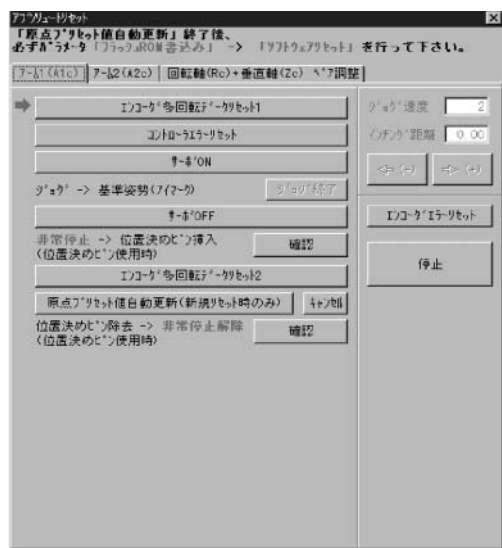 アブソリュートリセット
「原点プリセット値自動更新」終了後、
必ずパラメータ「フラッシュROM書込み」 -> 「ソフトウェアリセット」 を行って下さい。
アーム1(A1c) アーム2(A2c) 回転軸(Rc)+垂直軸(Zc) ペア調整
エンコーダ多回転データリセット1
コントローラエラーリセット
サーボON
ジョグ -> 基準姿勢(アイマーク) ジョグ終了
サーボOFF
非常停止 -> 位置決めピン挿入
(位置決めピン使用時) 確認
エンコーダ多回転データリセット2
原点プリセット値自動更新(新規リセット時のみ) キャンセル
位置決めピン除去 -> 非常停止解除
(位置決めピン使用時) 確認
ジョグ速度 2
インチング距離 0.00
<=(-) =>(+)
エンコーダエラーリセット
停止